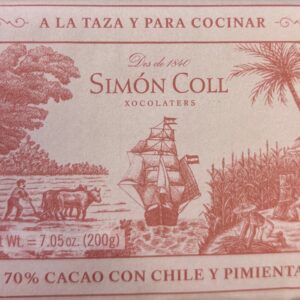 A LA TAZA Y PARA COCINAR
Des de 1840
SIMÓN COLL
XOCOLATERS
t Wt. = 7.05 oz. (200g)
70% CACAO CON CHILE Y PIMIENTA